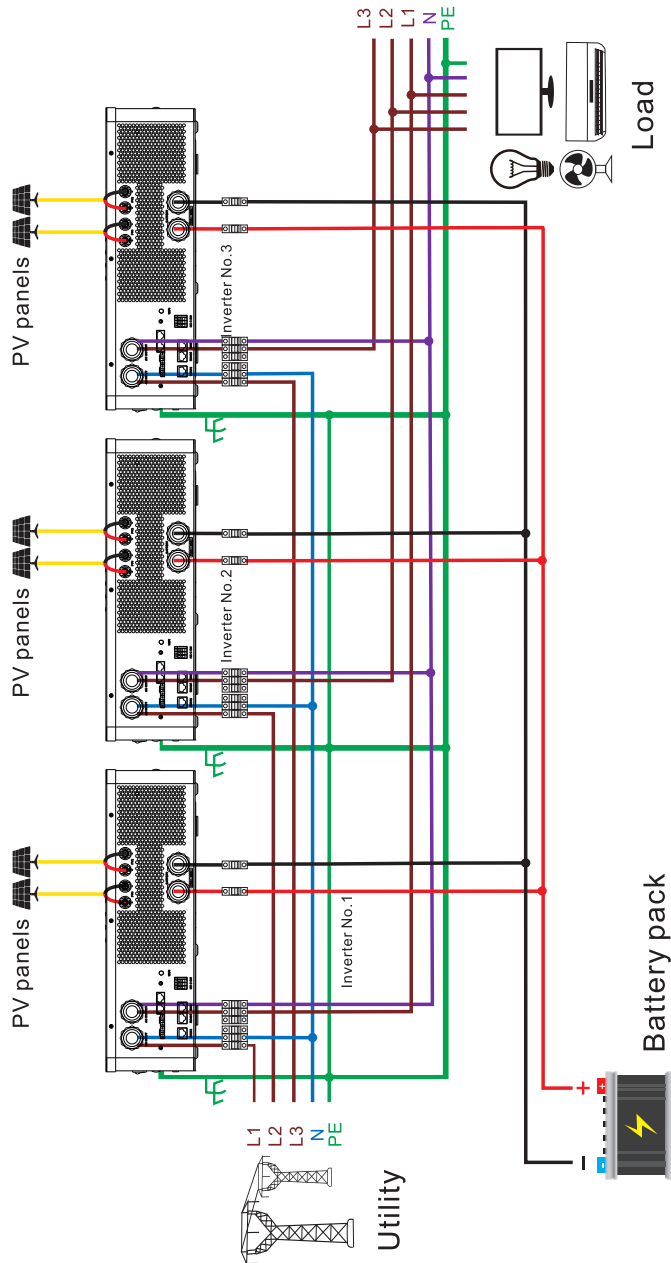 PV panels
PV panels
PV panels
Inverter No.1
Inverter No.2
Inverter No.3
L1
L2
L3
N
PE
Utility
L3
L2
L1
N
PE
Load
+
−
+
-
Battery pack